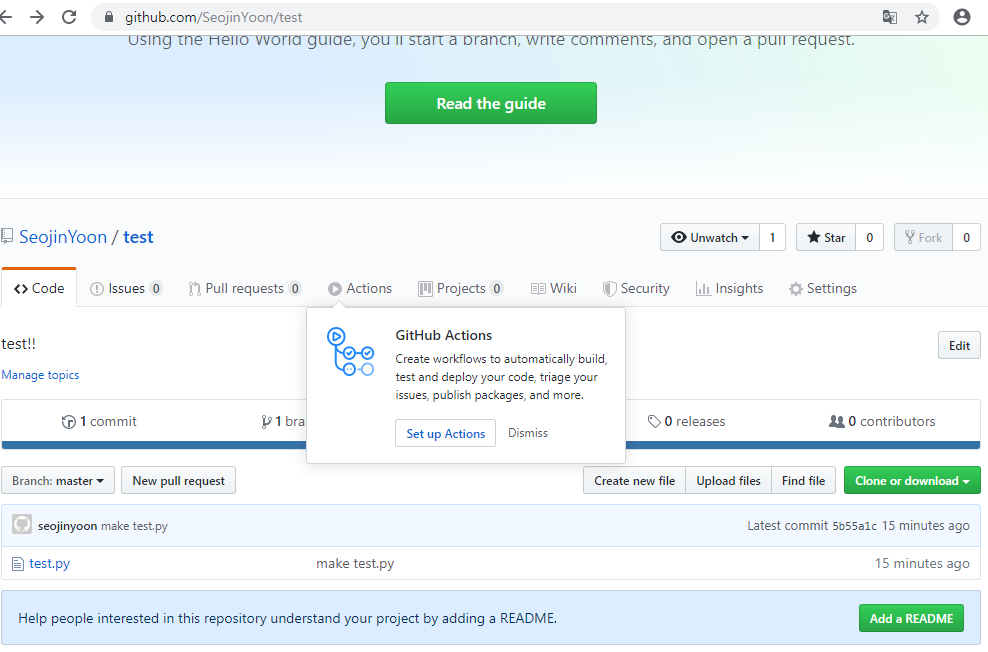 github.com/SeojinYoon/test
Using the Hello World guide, you'll start a branch, write comments, and open a pull request.
Read the guide
SeojinYoon / test
Unwatch 1 Star 0 Fork 0
Code Issues 0 Pull requests 0 Actions Projects 0 Wiki Security Insights Settings
GitHub Actions
Create workflows to automatically build,
test and deploy your code, triage your
issues, publish packages, and more.
Set up Actions Dismiss
test!! Edit
Manage topics
1 commit 1 bra 0 releases 0 contributors
Branch: master New pull request Create new file Upload files Find file Clone or download
seojinyoon make test.py Latest commit 5b55a1c 15 minutes ago
test.py make test.py 15 minutes ago
Help people interested in this repository understand your project by adding a README. Add a README